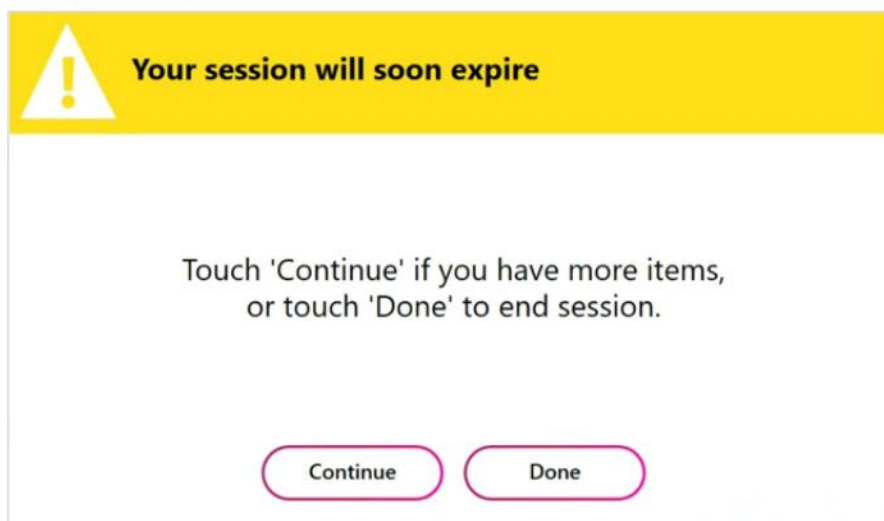 Your session will soon expire
Touch 'Continue' if you have more items,
or touch 'Done' to end session.
Continue
Done